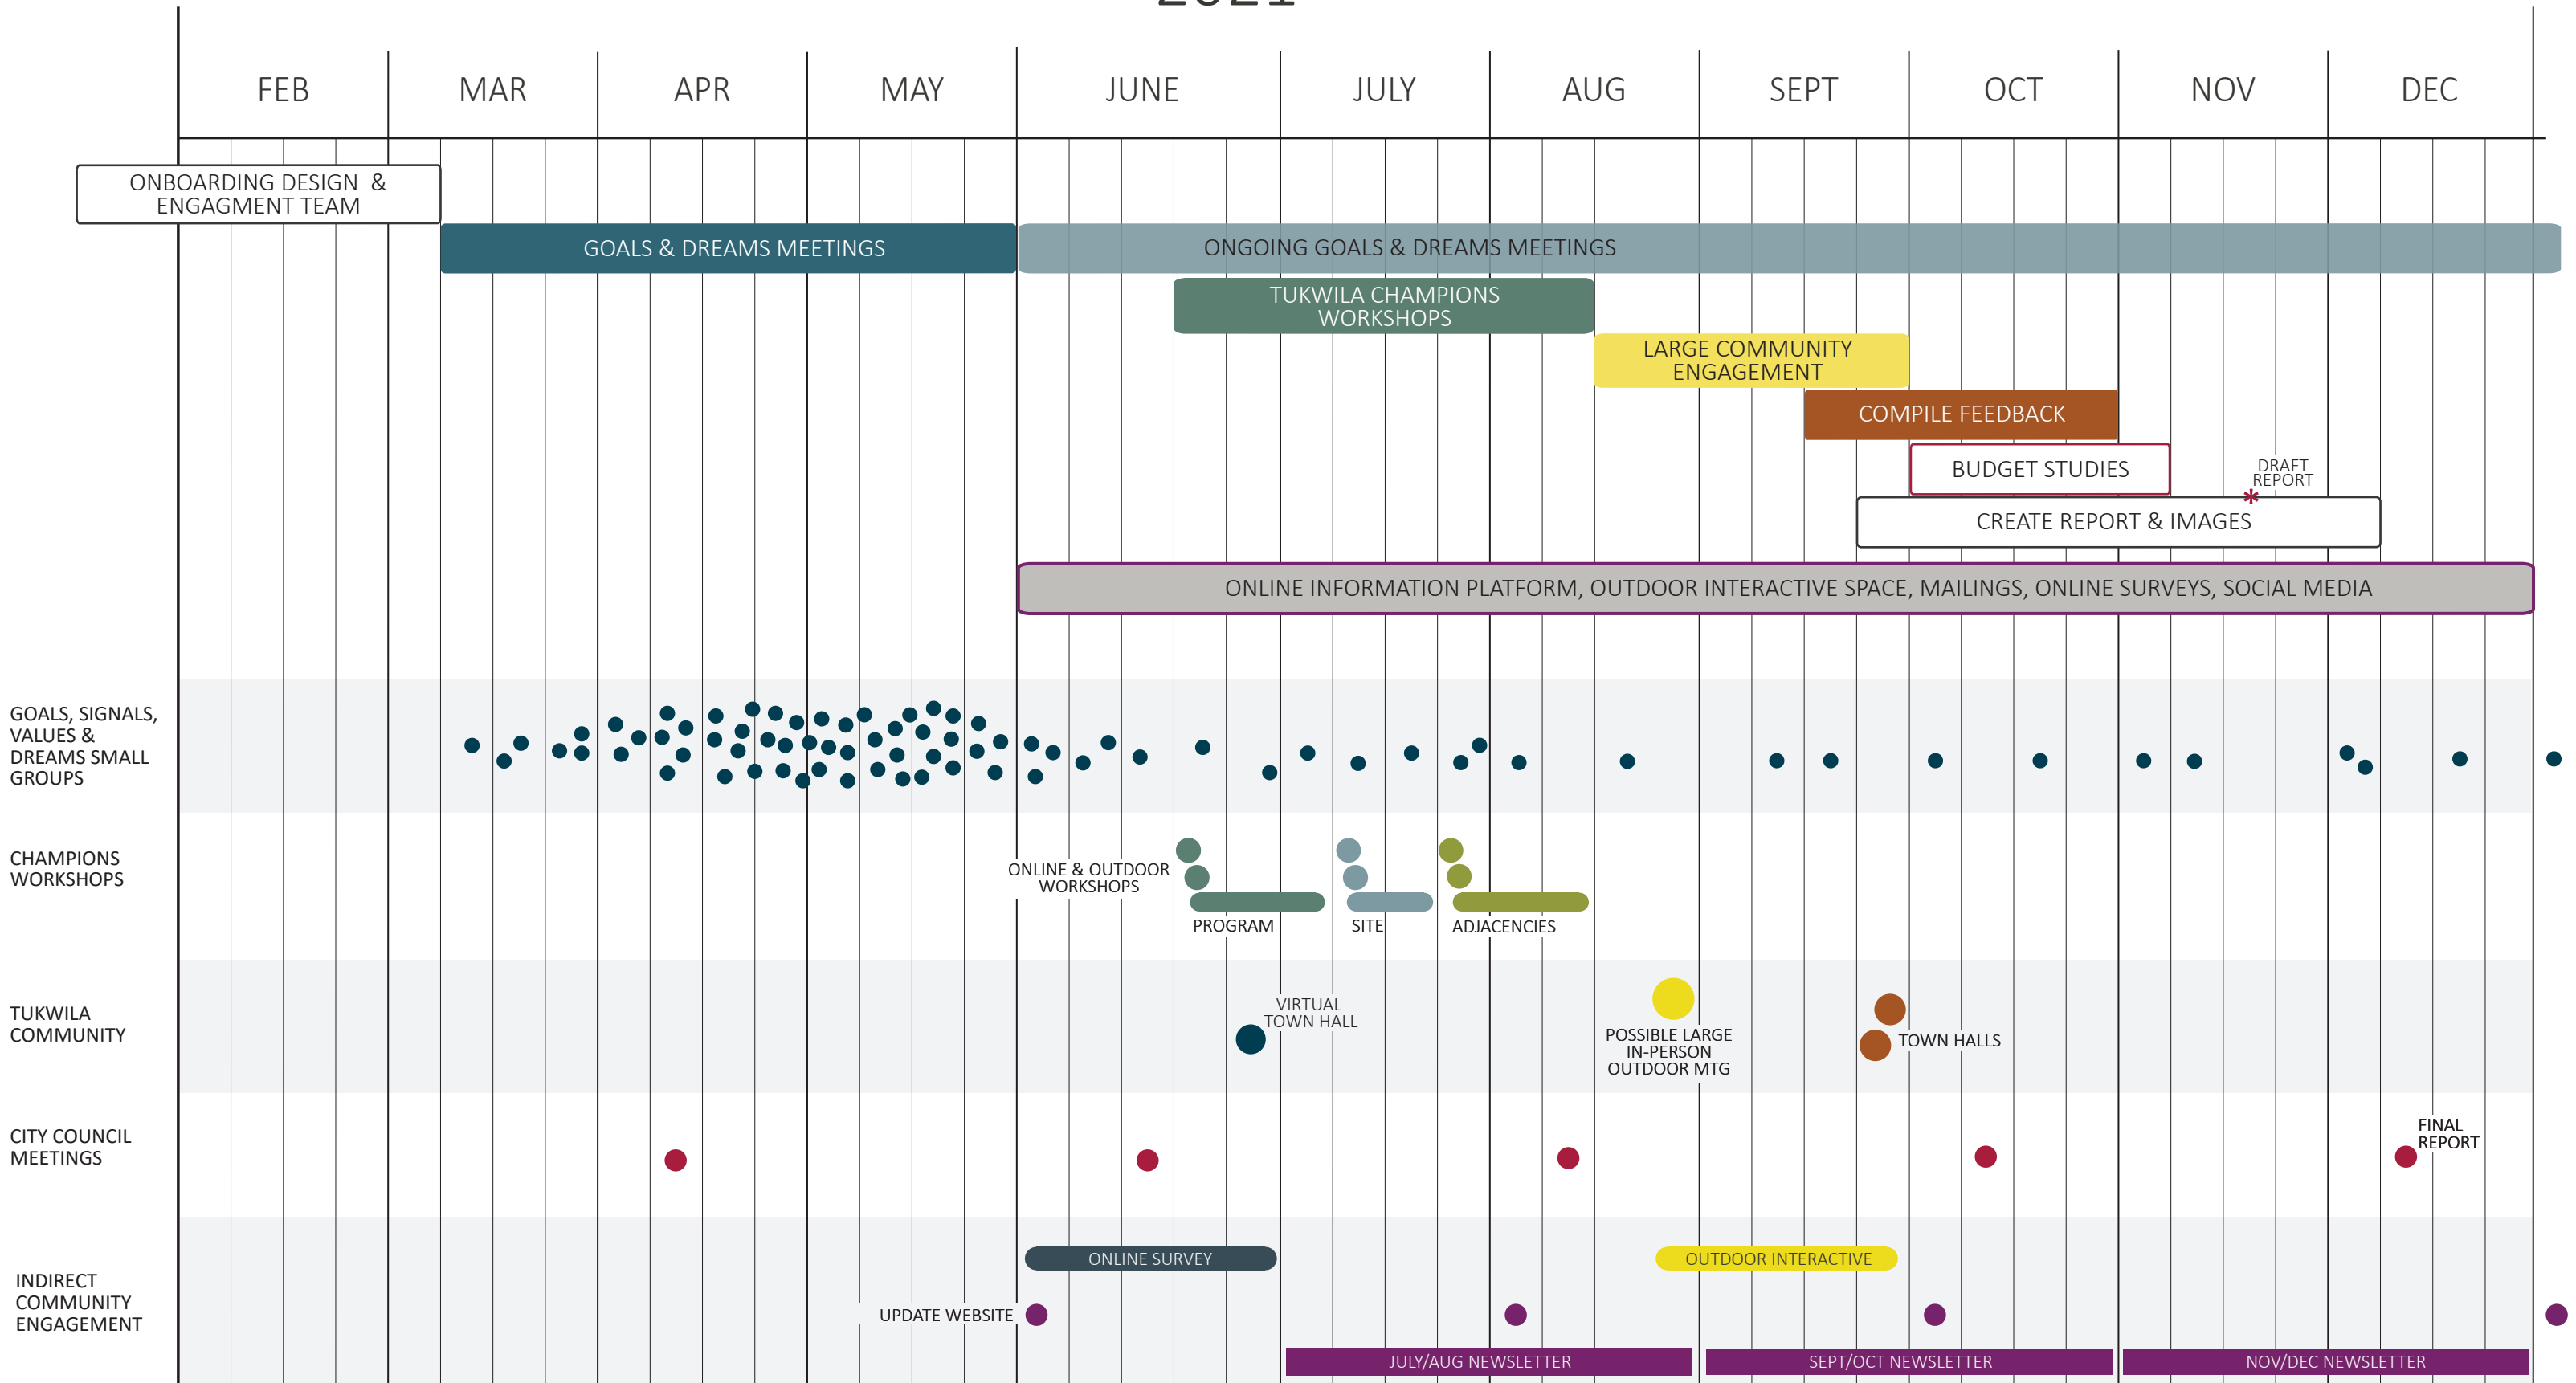 2021
FEB
MAR
APR
MAY
JUNE
JULY
AUG
SEPT
OCT
NOV
DEC
ONBOARDING DESIGN &
ENGAGMENT TEAM
GOALS & DREAMS MEETINGS
ONGOING GOALS & DREAMS MEETINGS
TUKWILA CHAMPIONS
WORKSHOPS
LARGE COMMUNITY
ENGAGEMENT
COMPILE FEEDBACK
BUDGET STUDIES
DRAFT
REPORT
*
CREATE REPORT & IMAGES
ONLINE INFORMATION PLATFORM, OUTDOOR INTERACTIVE SPACE, MAILINGS, ONLINE SURVEYS, SOCIAL MEDIA
GOALS, SIGNALS,
VALUES &
DREAMS SMALL
GROUPS
CHAMPIONS
WORKSHOPS
ONLINE & OUTDOOR
WORKSHOPS
PROGRAM
SITE
ADJACENCIES
TUKWILA
COMMUNITY
VIRTUAL
TOWN HALL
POSSIBLE LARGE
IN-PERSON
OUTDOOR MTG
TOWN HALLS
CITY COUNCIL
MEETINGS
FINAL
REPORT
INDIRECT
COMMUNITY
ENGAGEMENT
ONLINE SURVEY
OUTDOOR INTERACTIVE
UPDATE WEBSITE
JULY/AUG NEWSLETTER
SEPT/OCT NEWSLETTER
NOV/DEC NEWSLETTER